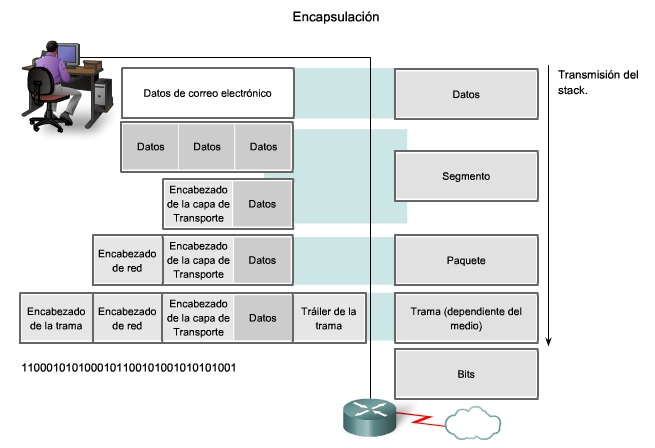 Encapsulación
Transmisión del
stack.
Datos de correo electrónico
Datos
Datos Datos Datos
Segmento
Encabezado
de la capa de
Transporte
Datos
Encabezado
de red
Encabezado
de la capa de
Transporte
Datos
Paquete
Encabezado
de la trama
Encabezado
de red
Encabezado
de la capa de
Transporte
Datos
Tráiler de la
trama
Trama (dependiente del
medio)
1100010101000101100101001010101001
Bits